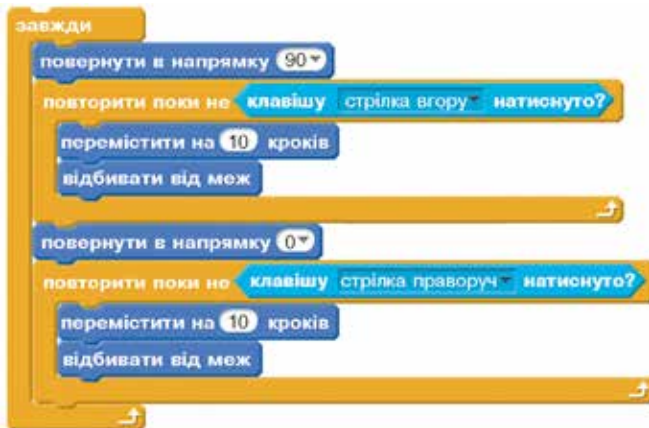 завжди
повернути в напрямку 90
повторити поки не клавішу стрілка вгору натиснуто?
перемістити на 10 кроків
відбивати від меж
повернути в напрямку 0
повторити поки не клавішу стрілка праворуч натиснуто?
перемістити на 10 кроків
відбивати від меж